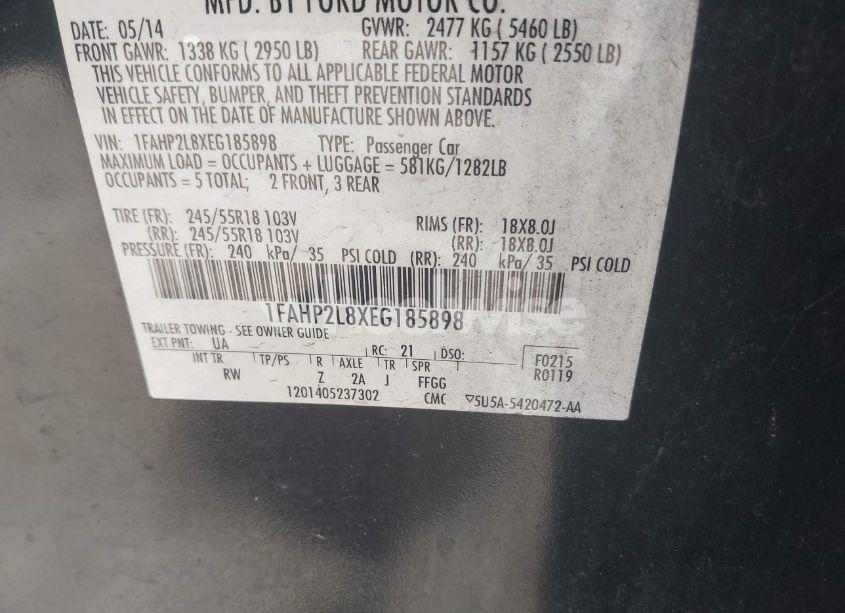 MFD. BY FORD MOTOR CO.
DATE: 05/14 GVWR: 2477 KG ( 5460 LB)
FRONT GAWR: 1338 KG ( 2950 LB) REAR GAWR: 1157 KG ( 2550 LB)
THIS VEHICLE CONFORMS TO ALL APPLICABLE FEDERAL MOTOR
VEHICLE SAFETY, BUMPER, AND THEFT PREVENTION STANDARDS
IN EFFECT ON THE DATE OF MANUFACTURE SHOWN ABOVE.
VIN: 1FAHP2L8XEG185898 TYPE: Passenger Car
MAXIMUM LOAD = OCCUPANTS + LUGGAGE = 581KG/1282LB
OCCUPANTS = 5 TOTAL; 2 FRONT, 3 REAR
TIRE (FR): 245/55R18 103V RIMS (FR): 18X8.0J
(RR): 245/55R18 103V (RR): 18X8.0J
PRESSURE (FR): 240 kPa/ 35 PSI COLD (RR): 240 kPa/ 35 PSI COLD
1FAHP2L8XEG185898
TRAILER TOWING - SEE OWNER GUIDE
EXT PNT: UA RC: 21 DSO: F0215
INT TR TP/PS R AXLE TR SPR R0119
RW Z 2A J FFGG
1201405237302 CMC ▽5U5A-5420472-AA